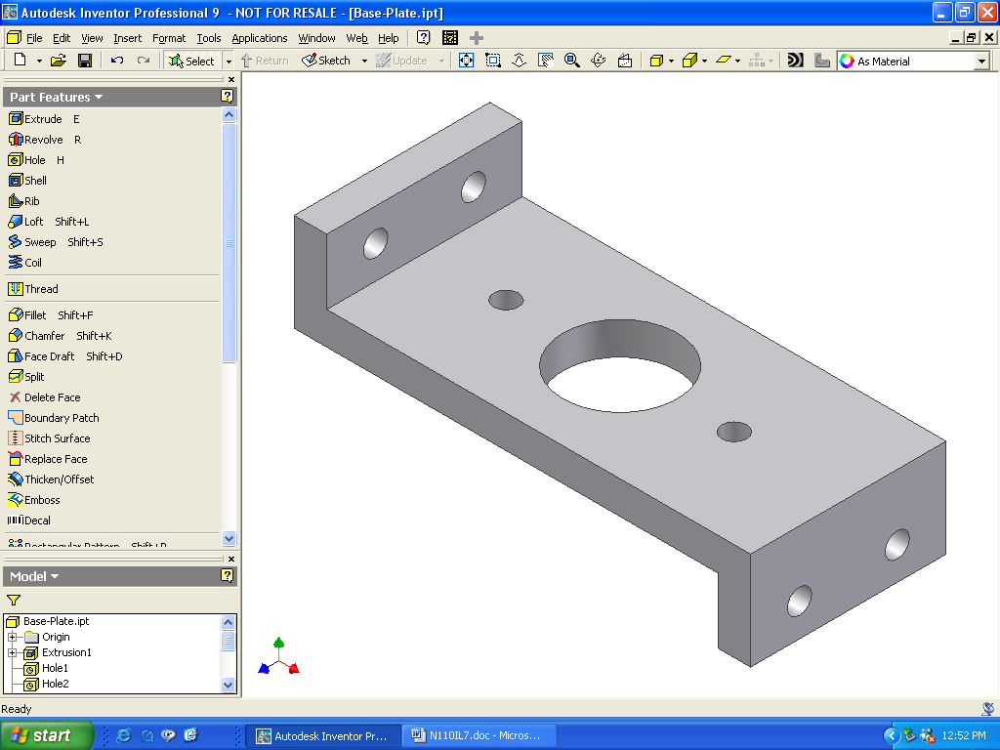 Autodesk Inventor Professional 9 - NOT FOR RESALE - [Base-Plate.ipt]
File Edit View Insert Format Tools Applications Window Web Help
Select Return Sketch Update As Material
Part Features
Extrude E
Revolve R
Hole H
Shell
Rib
Loft Shift+L
Sweep Shift+S
Coil
Thread
Fillet Shift+F
Chamfer Shift+K
Face Draft Shift+D
Split
Delete Face
Boundary Patch
Stitch Surface
Replace Face
Thicken/Offset
Emboss
Decal
Rectangular Pattern Shift+R
Model
Base-Plate.ipt
Origin
Extrusion1
Hole1
Hole2
Ready
start Autodesk Inventor Pr... N110IL7.doc - Micros... 12:52 PM